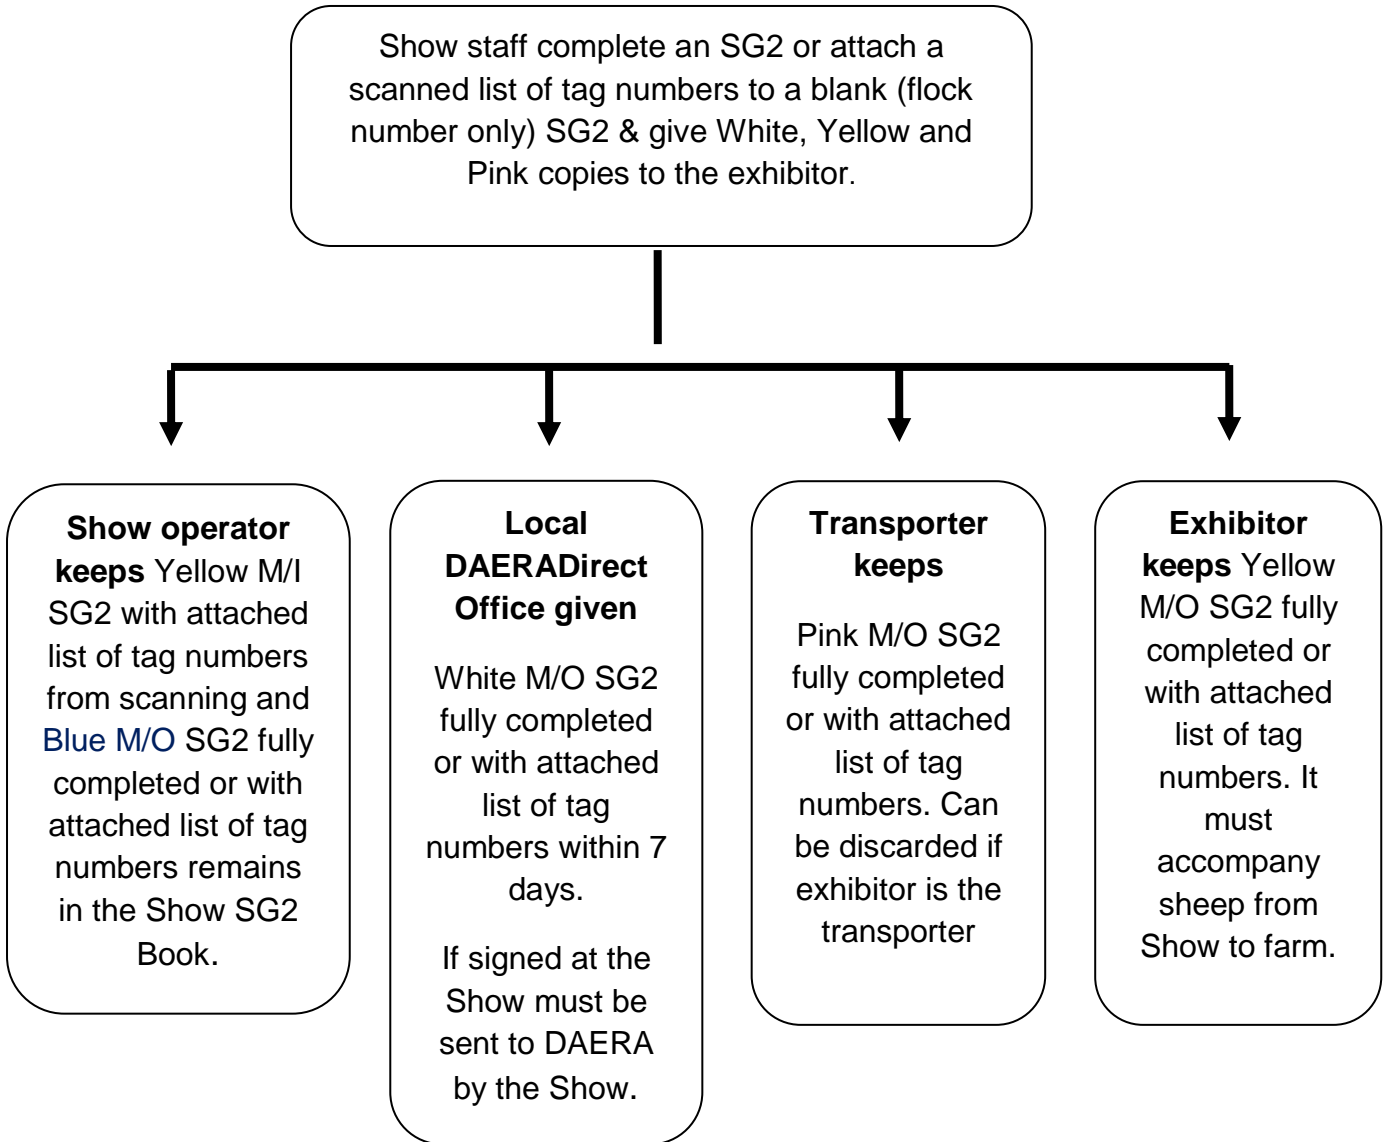 Show staff complete an SG2 or attach a
scanned list of tag numbers to a blank (flock
number only) SG2 & give White, Yellow and
Pink copies to the exhibitor.
Show operator
keeps Yellow M/I
SG2 with attached
list of tag numbers
from scanning and
Blue M/O SG2 fully
completed or with
attached list of tag
numbers remains
in the Show SG2
Book.
Local
DAERADirect
Office given
White M/O SG2
fully completed
or with attached
list of tag
numbers within 7
days.
If signed at the
Show must be
sent to DAERA
by the Show.
Transporter
keeps
Pink M/O SG2
fully completed
or with attached
list of tag
numbers. Can
be discarded if
exhibitor is the
transporter
Exhibitor
keeps Yellow
M/O SG2 fully
completed or
with attached
list of tag
numbers. It
must
accompany
sheep from
Show to farm.